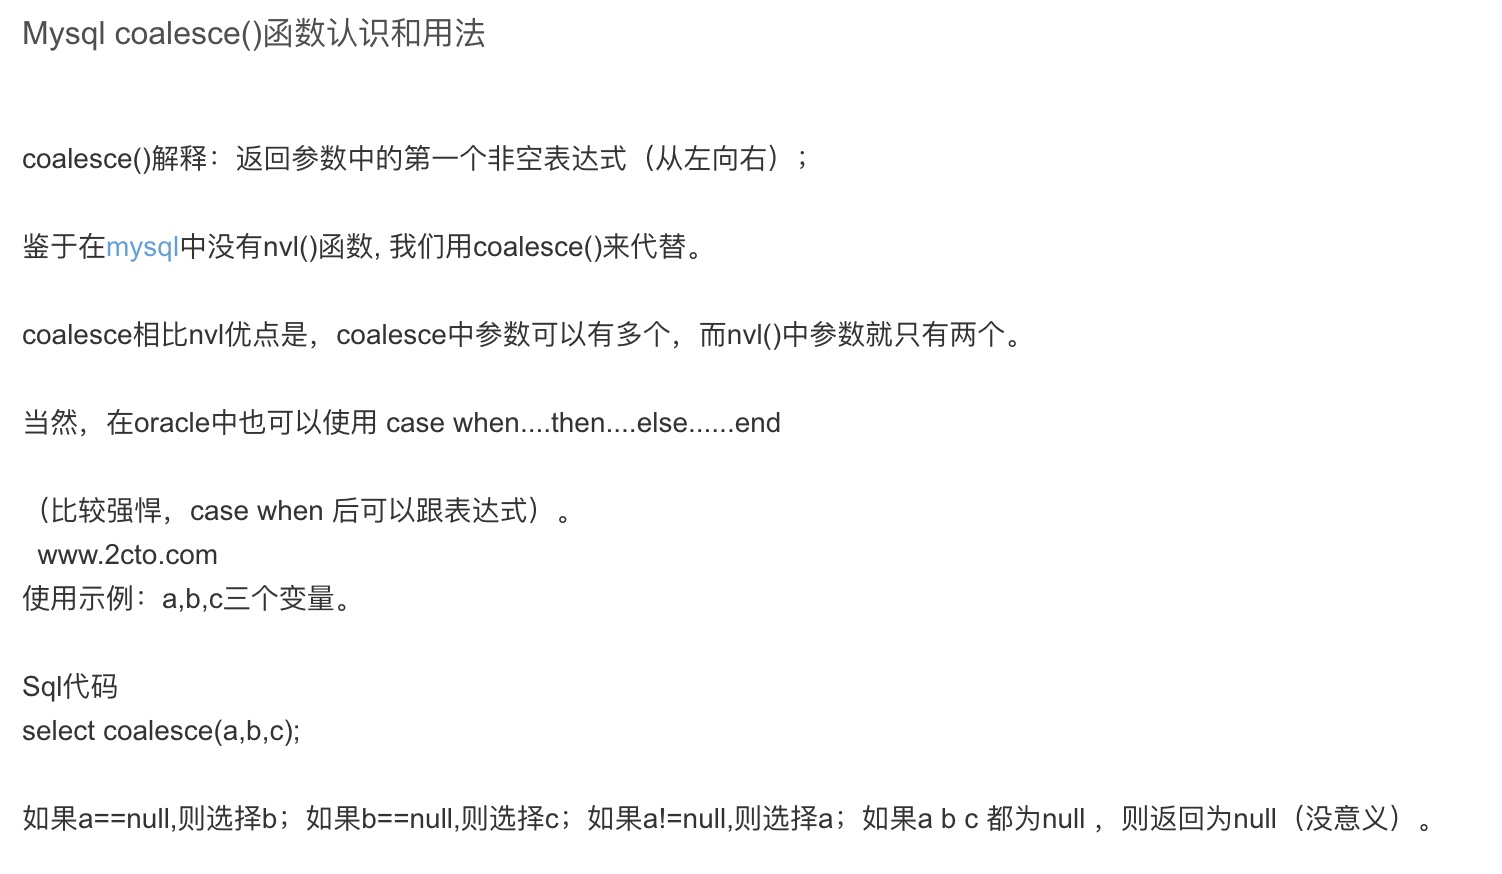 Mysql coalesce()函数认识和用法
coalesce()解释：返回参数中的第一个非空表达式（从左向右）；
鉴于在mysql中没有nvl()函数, 我们用coalesce()来代替。
coalesce相比nvl优点是，coalesce中参数可以有多个，而nvl()中参数就只有两个。
当然，在oracle中也可以使用 case when....then....else......end
（比较强悍，case when 后可以跟表达式）。
www.2cto.com
使用示例：a,b,c三个变量。
Sql代码
select coalesce(a,b,c);
如果a==null,则选择b；如果b==null,则选择c；如果a!=null,则选择a；如果a b c 都为null ，则返回为null（没意义）。